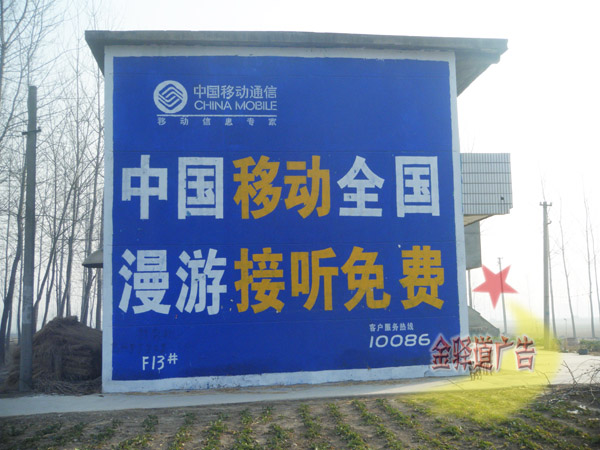 中国移动通信
CHINA MOBILE
移动信息专家
中国移动全国
漫游接听免费
客户服务热线
10086
F13#
金驿道广告